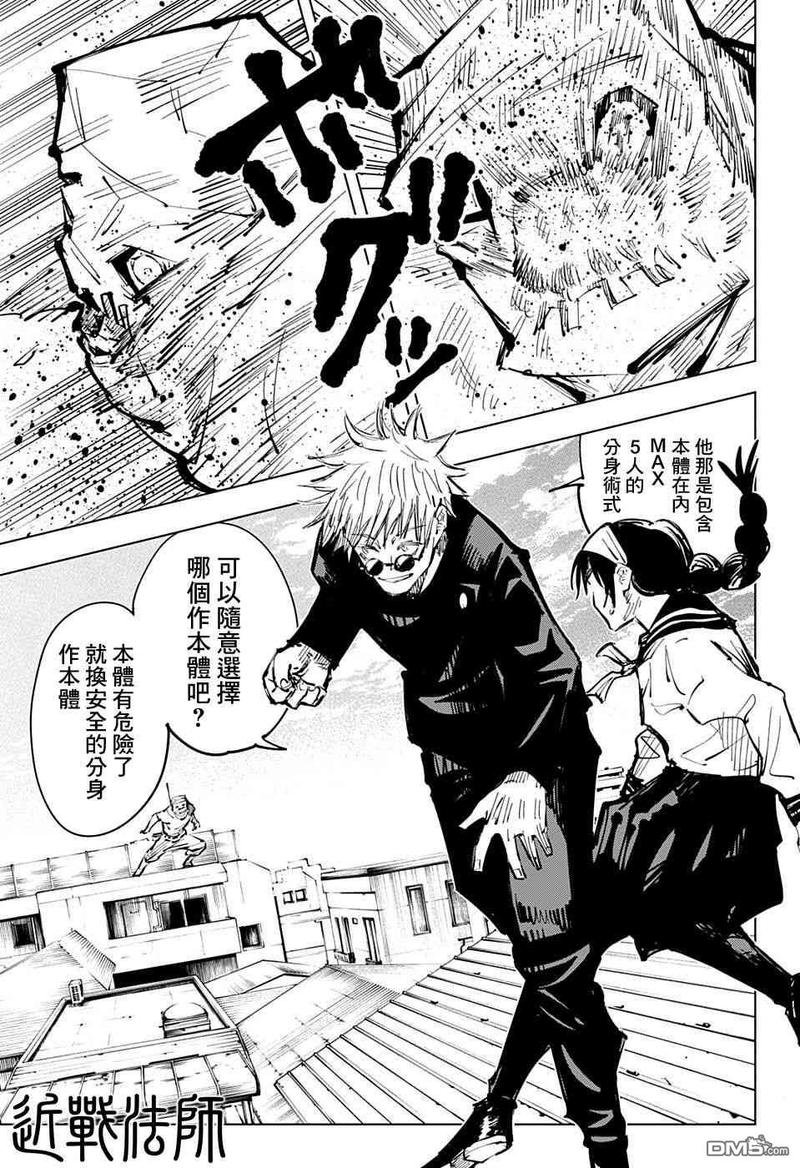 ボグッ
他那是包含
本體在內
MAX
5人的
分身術式
可以隨意選擇
哪個作本體吧?
本體有危險了
就換安全的分身
作本體
近戰法師
DM5.com